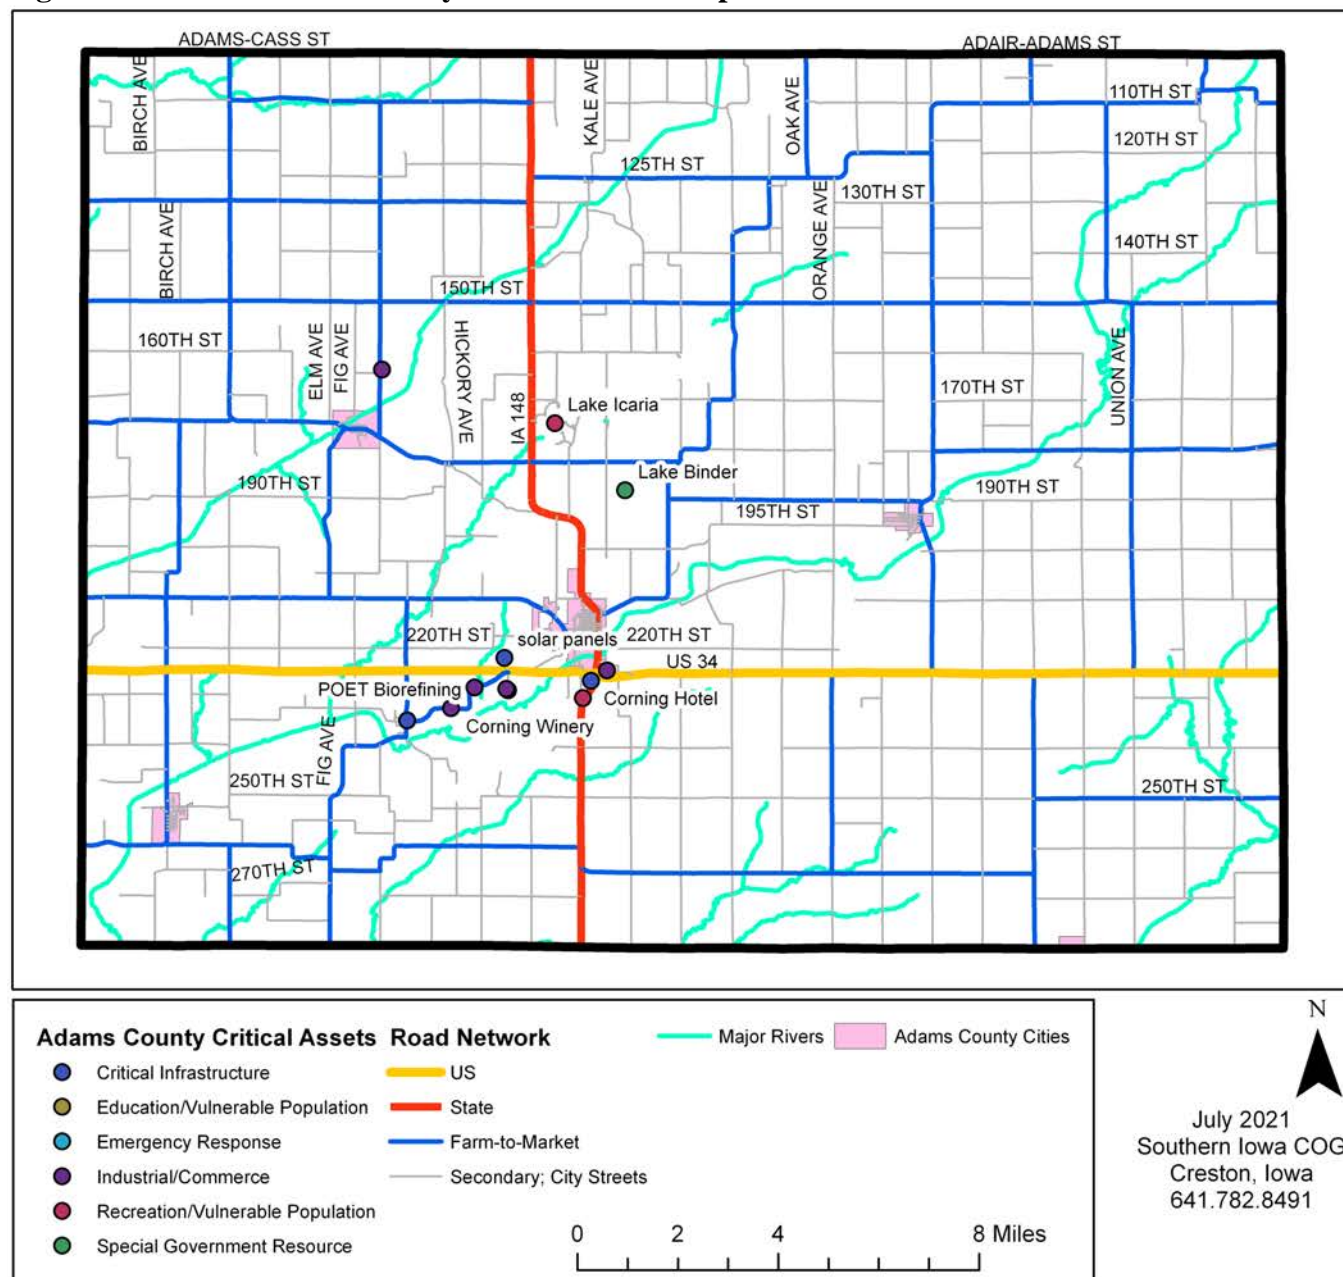 ADAMS-CASS ST
ADAIR-ADAMS ST
BIRCH AVE
KALE AVE
OAK AVE
110TH ST
120TH ST
125TH ST
130TH ST
BIRCH AVE
ORANGE AVE
140TH ST
150TH ST
160TH ST
ELM AVE
FIG AVE
HICKORY AVE
IA 148
UNION AVE
170TH ST
Lake Icaria
Lake Binder
190TH ST
190TH ST
195TH ST
220TH ST
solar panels
220TH ST
US 34
POET Biorefining
Corning Hotel
Corning Winery
FIG AVE
250TH ST
250TH ST
270TH ST
Adams County Critical Assets
Critical Infrastructure
Education/Vulnerable Population
Emergency Response
Industrial/Commerce
Recreation/Vulnerable Population
Special Government Resource
Road Network
US
State
Farm-to-Market
Secondary; City Streets
Major Rivers
Adams County Cities
0 2 4 8 Miles
N
July 2021
Southern Iowa COG
Creston, Iowa
641.782.8491